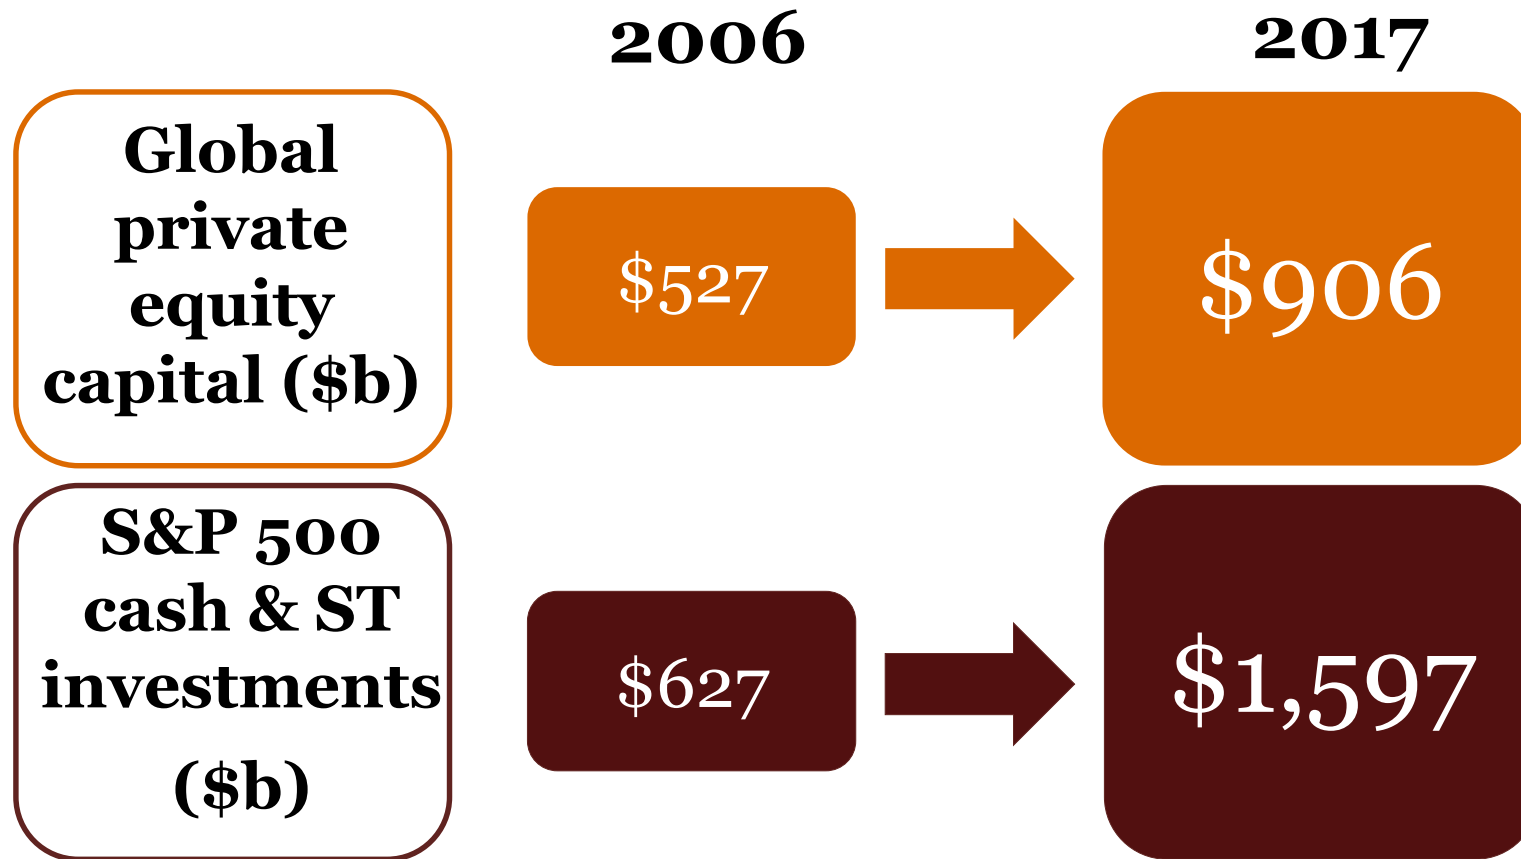 2006
2017
Global
private
equity
capital ($b)
$527
$906
S&P 500
cash & ST
investments
($b)
$627
$1,597